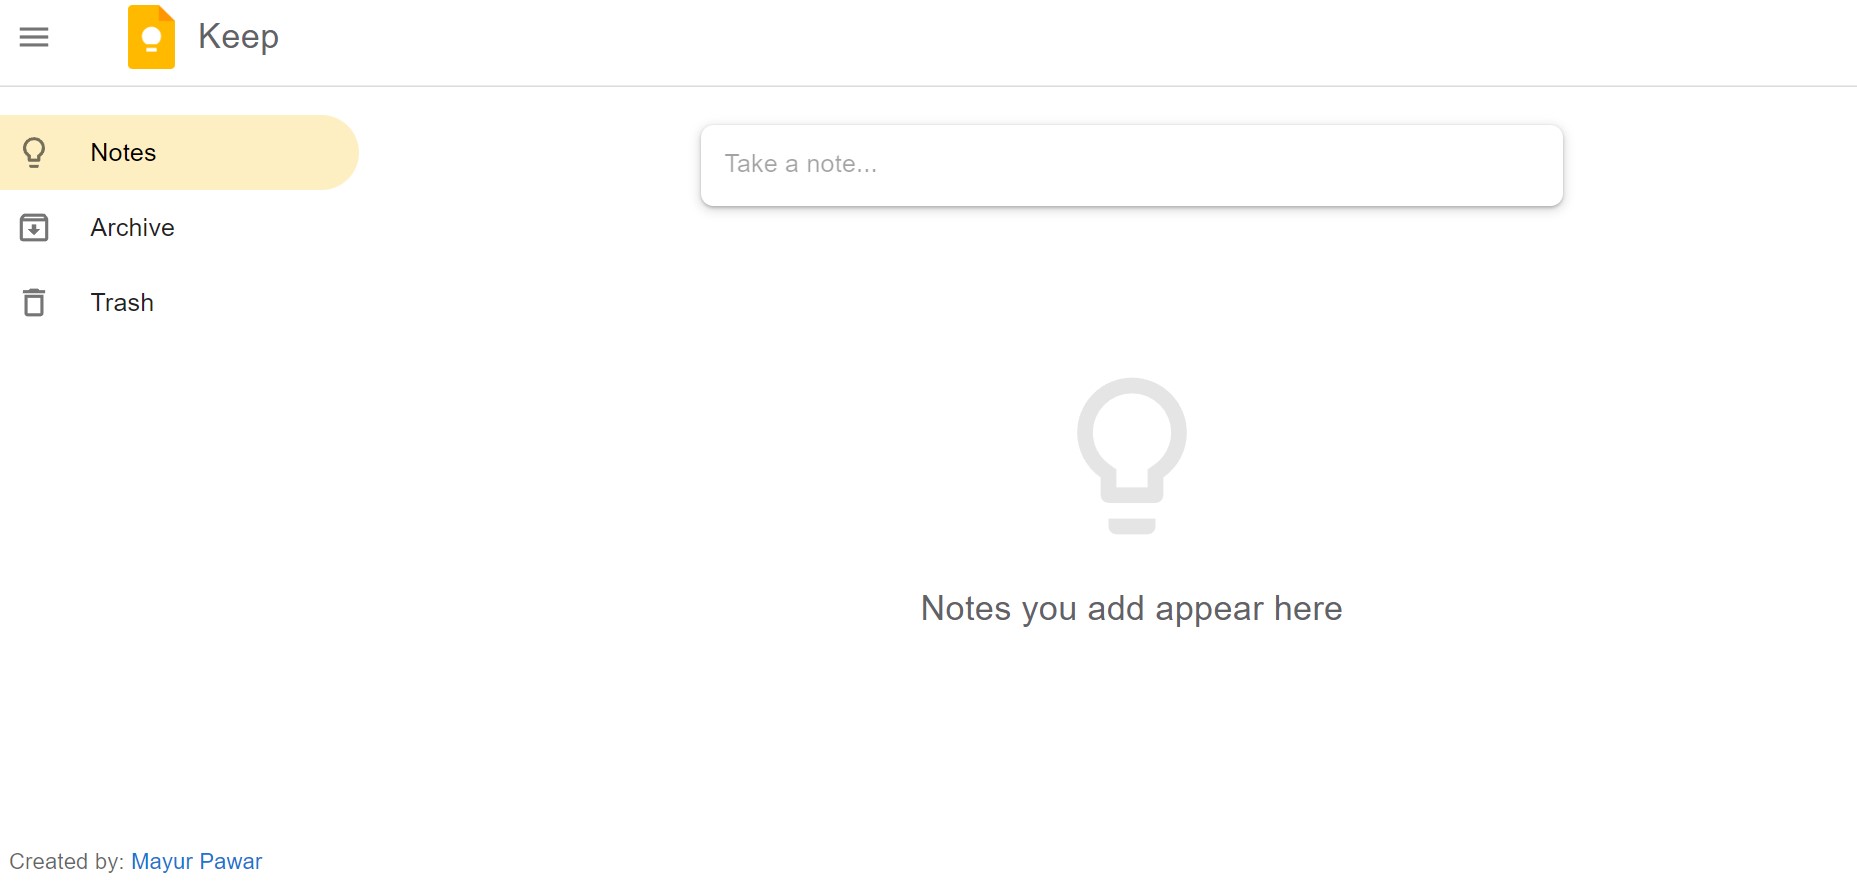 Keep
Notes
Archive
Trash
Take a note...
Notes you add appear here
Created by: Mayur Pawar